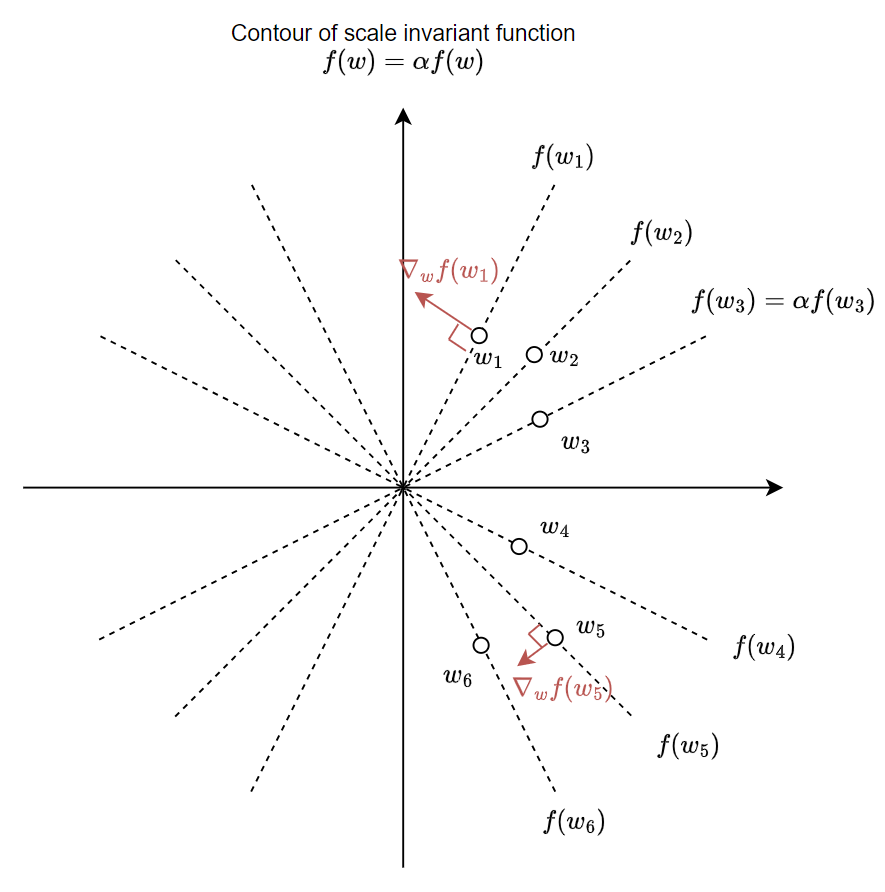 Contour of scale invariant function
f(w) = αf(w)
f(w₁)
f(w₂)
∇_w f(w₁)
f(w₃) = αf(w₃)
w₁
w₂
w₃
w₄
w₅
f(w₄)
w₆
∇_w f(w₅)
f(w₅)
f(w₆)